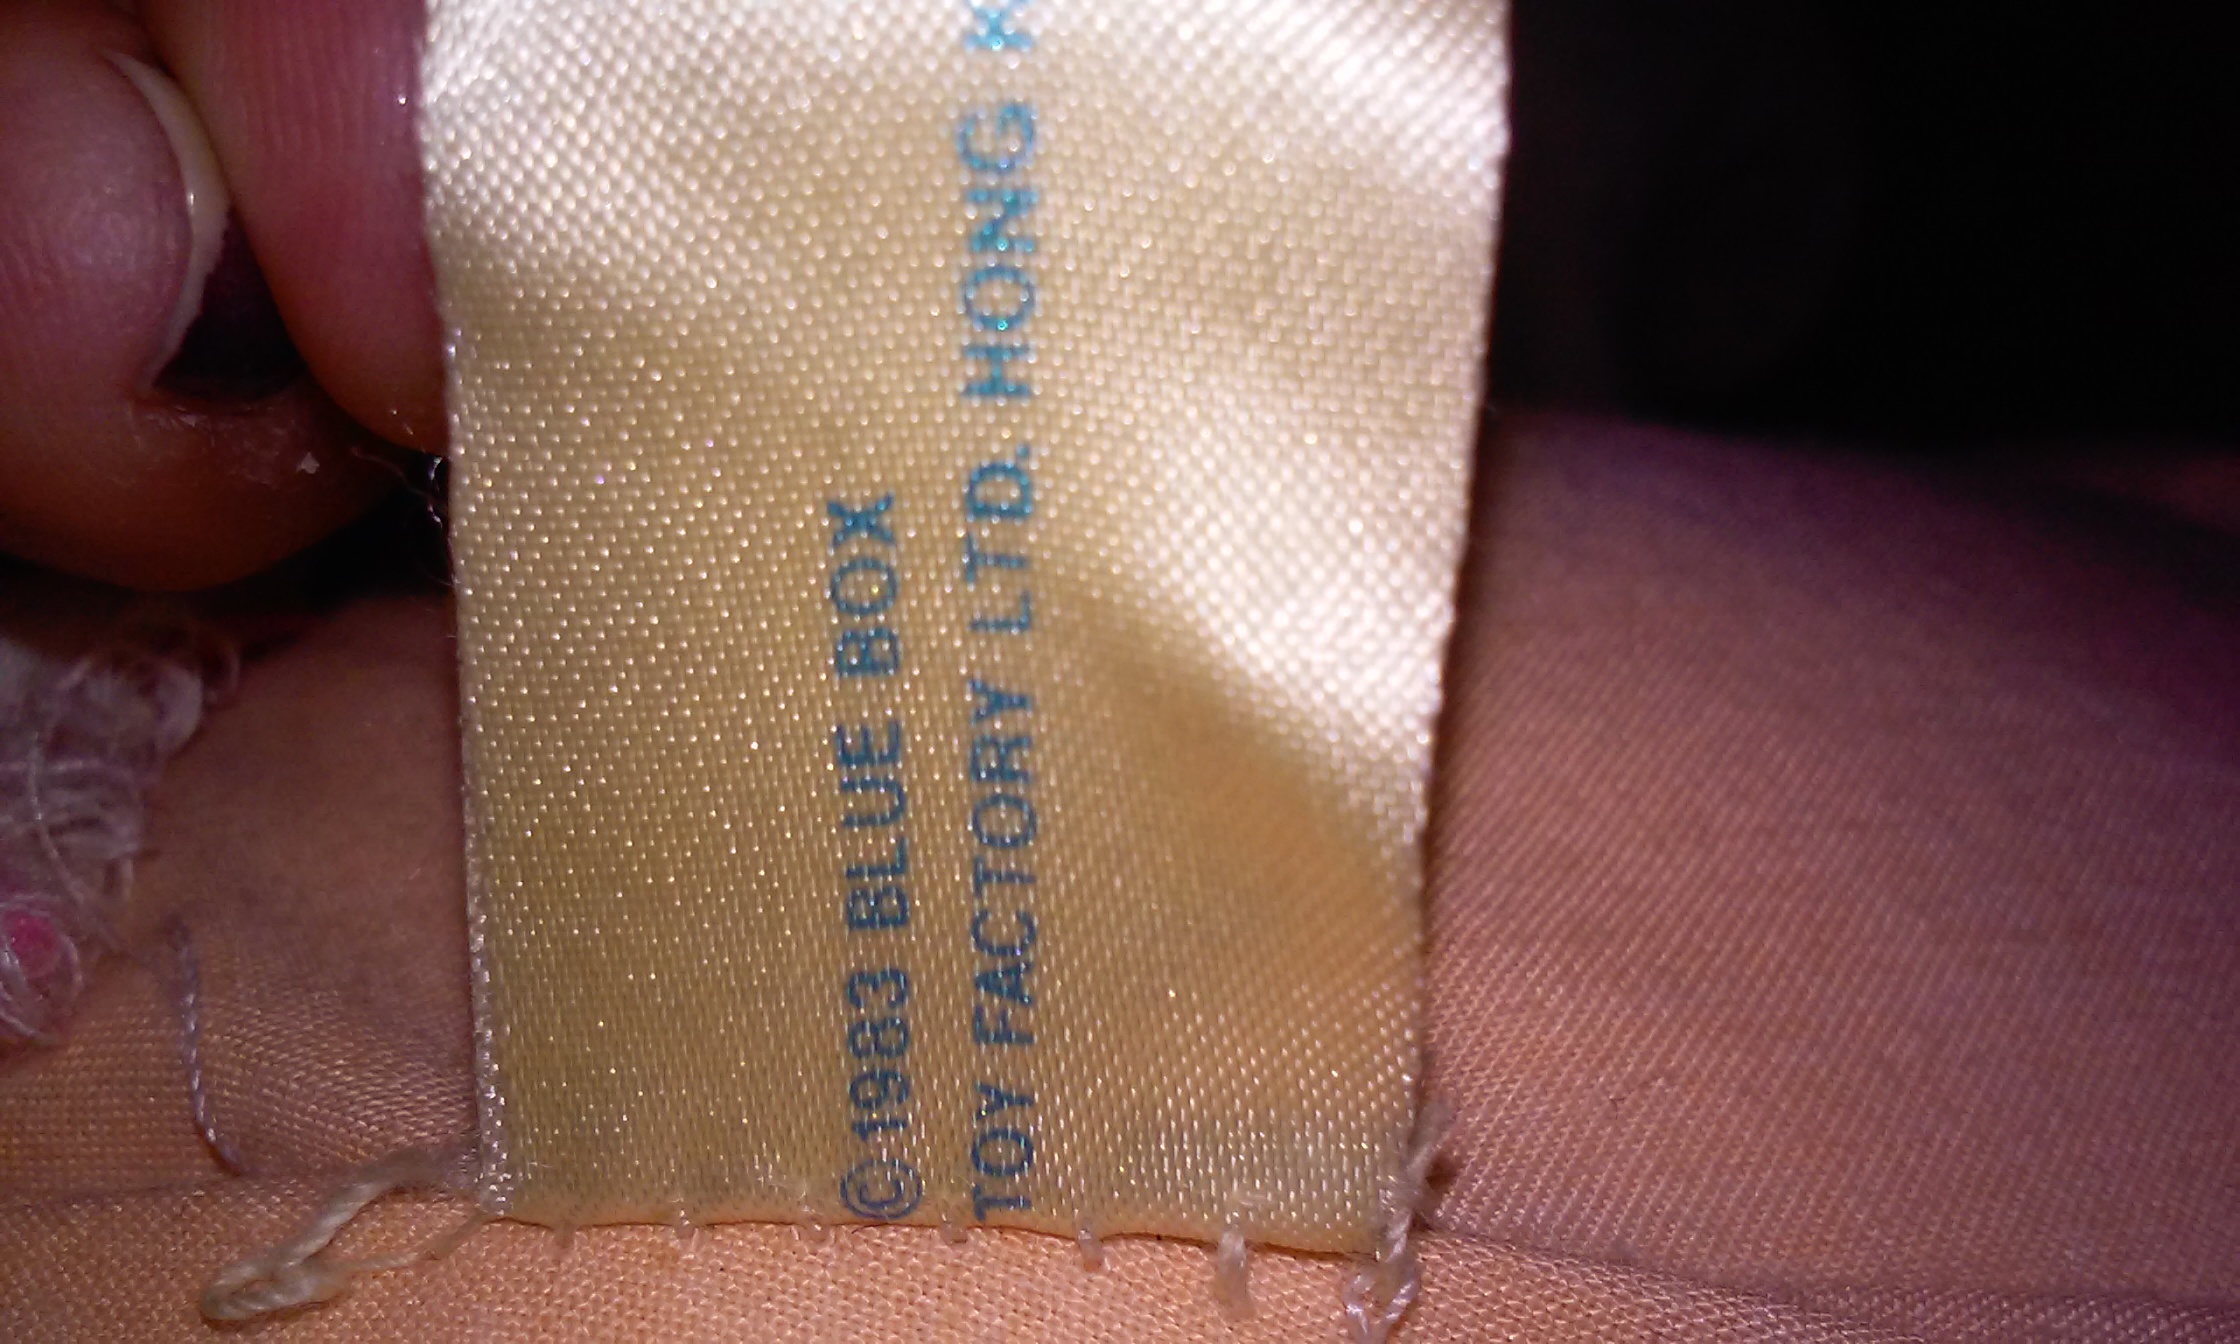 ©1983 BLUE BOX
TOY FACTORY LTD. HONG K